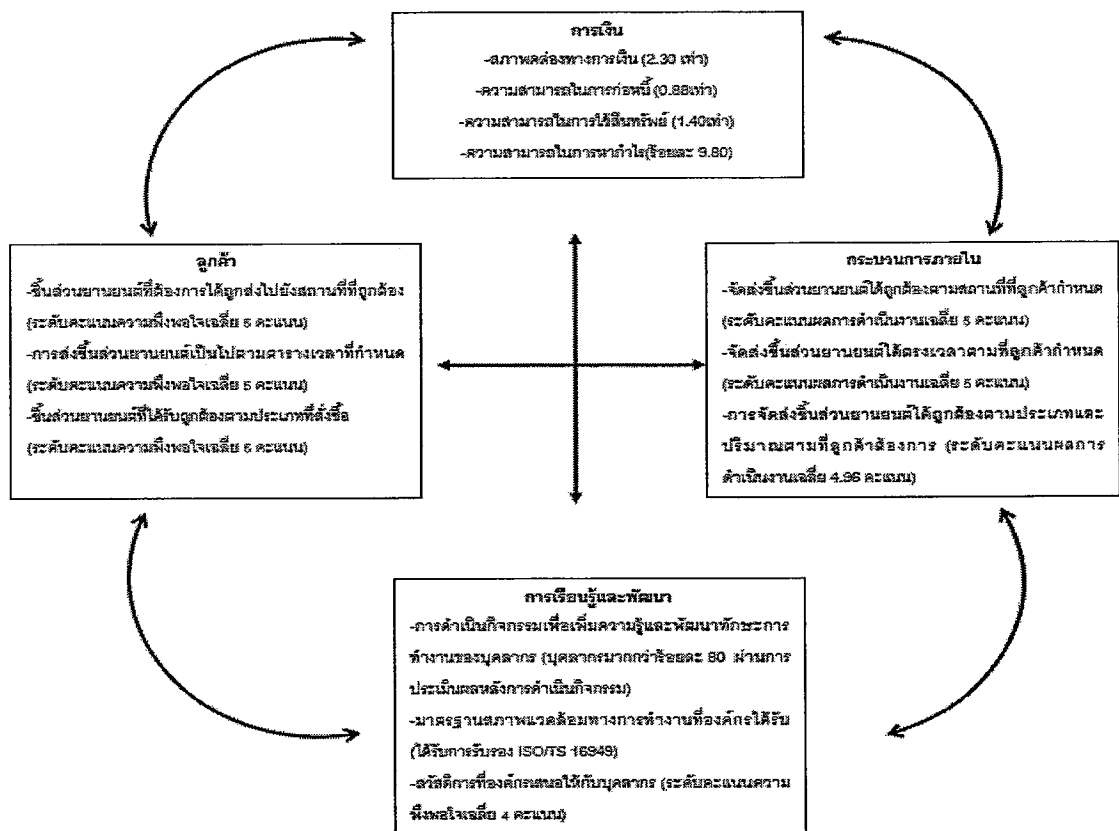 การเงิน
-สภาพคล่องทางการเงิน (2.30 เท่า)
-ความสามารถในการก่อหนี้ (0.88เท่า)
-ความสามารถในการใช้สินทรัพย์ (1.40เท่า)
-ความสามารถในการหากำไร(ร้อยละ 9.80)
ลูกค้า
-ชิ้นส่วนยานยนต์ที่ต้องการได้ถูกส่งไปยังสถานที่ที่ถูกต้อง
(ระดับคะแนนความพึงพอใจเฉลี่ย 5 คะแนน)
-การส่งชิ้นส่วนยานยนต์เป็นไปตามตารางเวลาที่กำหนด
(ระดับคะแนนความพึงพอใจเฉลี่ย 5 คะแนน)
-ชิ้นส่วนยานยนต์ที่ได้รับถูกต้องตามประเภทที่สั่งซื้อ
(ระดับคะแนนความพึงพอใจเฉลี่ย 5 คะแนน)
กระบวนการภายใน
-จัดส่งชิ้นส่วนยานยนต์ได้ถูกต้องตามสถานที่ที่ลูกค้ากำหนด
(ระดับคะแนนผลการดำเนินงานเฉลี่ย 5 คะแนน)
-จัดส่งชิ้นส่วนยานยนต์ได้ตรงเวลาตามที่ลูกค้ากำหนด
(ระดับคะแนนผลการดำเนินงานเฉลี่ย 5 คะแนน)
-การจัดส่งชิ้นส่วนยานยนต์ได้ถูกต้องตามประเภทและ
ปริมาณตามที่ลูกค้าต้องการ (ระดับคะแนนผลการ
ดำเนินงานเฉลี่ย 4.96 คะแนน)
การเรียนรู้และพัฒนา
-การดำเนินกิจกรรมเพื่อเพิ่มความรู้และพัฒนาทักษะการ
ทำงานของบุคลากร (บุคลากรมากกว่าร้อยละ 80 ผ่านการ
ประเมินผลหลังการดำเนินกิจกรรม)
-มาตรฐานสภาพแวดล้อมทางการทำงานที่องค์กรได้รับ
(ได้รับการรับรอง ISO/TS 16949)
-สวัสดิการที่องค์กรเสนอให้กับบุคลากร (ระดับคะแนนความ
พึงพอใจเฉลี่ย 4 คะแนน)